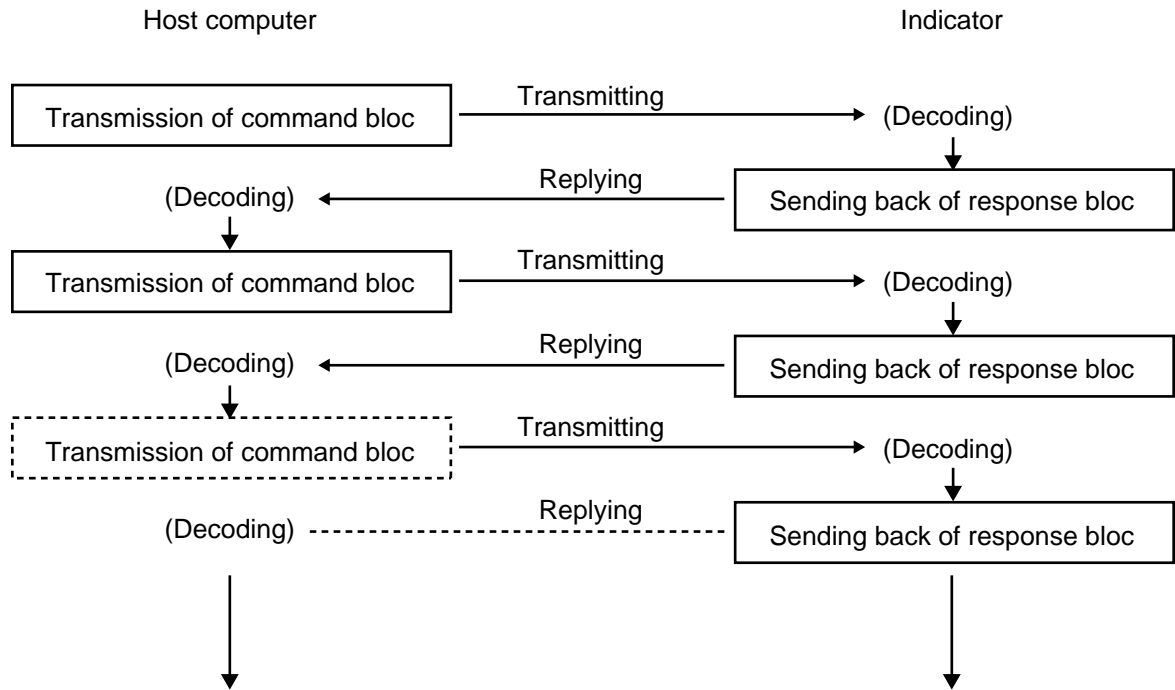 Host computer
Indicator
Transmission of command bloc
Transmitting
(Decoding)
Replying
(Decoding)
Sending back of response bloc
Transmission of command bloc
Transmitting
(Decoding)
Replying
(Decoding)
Sending back of response bloc
Transmission of command bloc
Transmitting
(Decoding)
Replying
(Decoding)
Sending back of response bloc